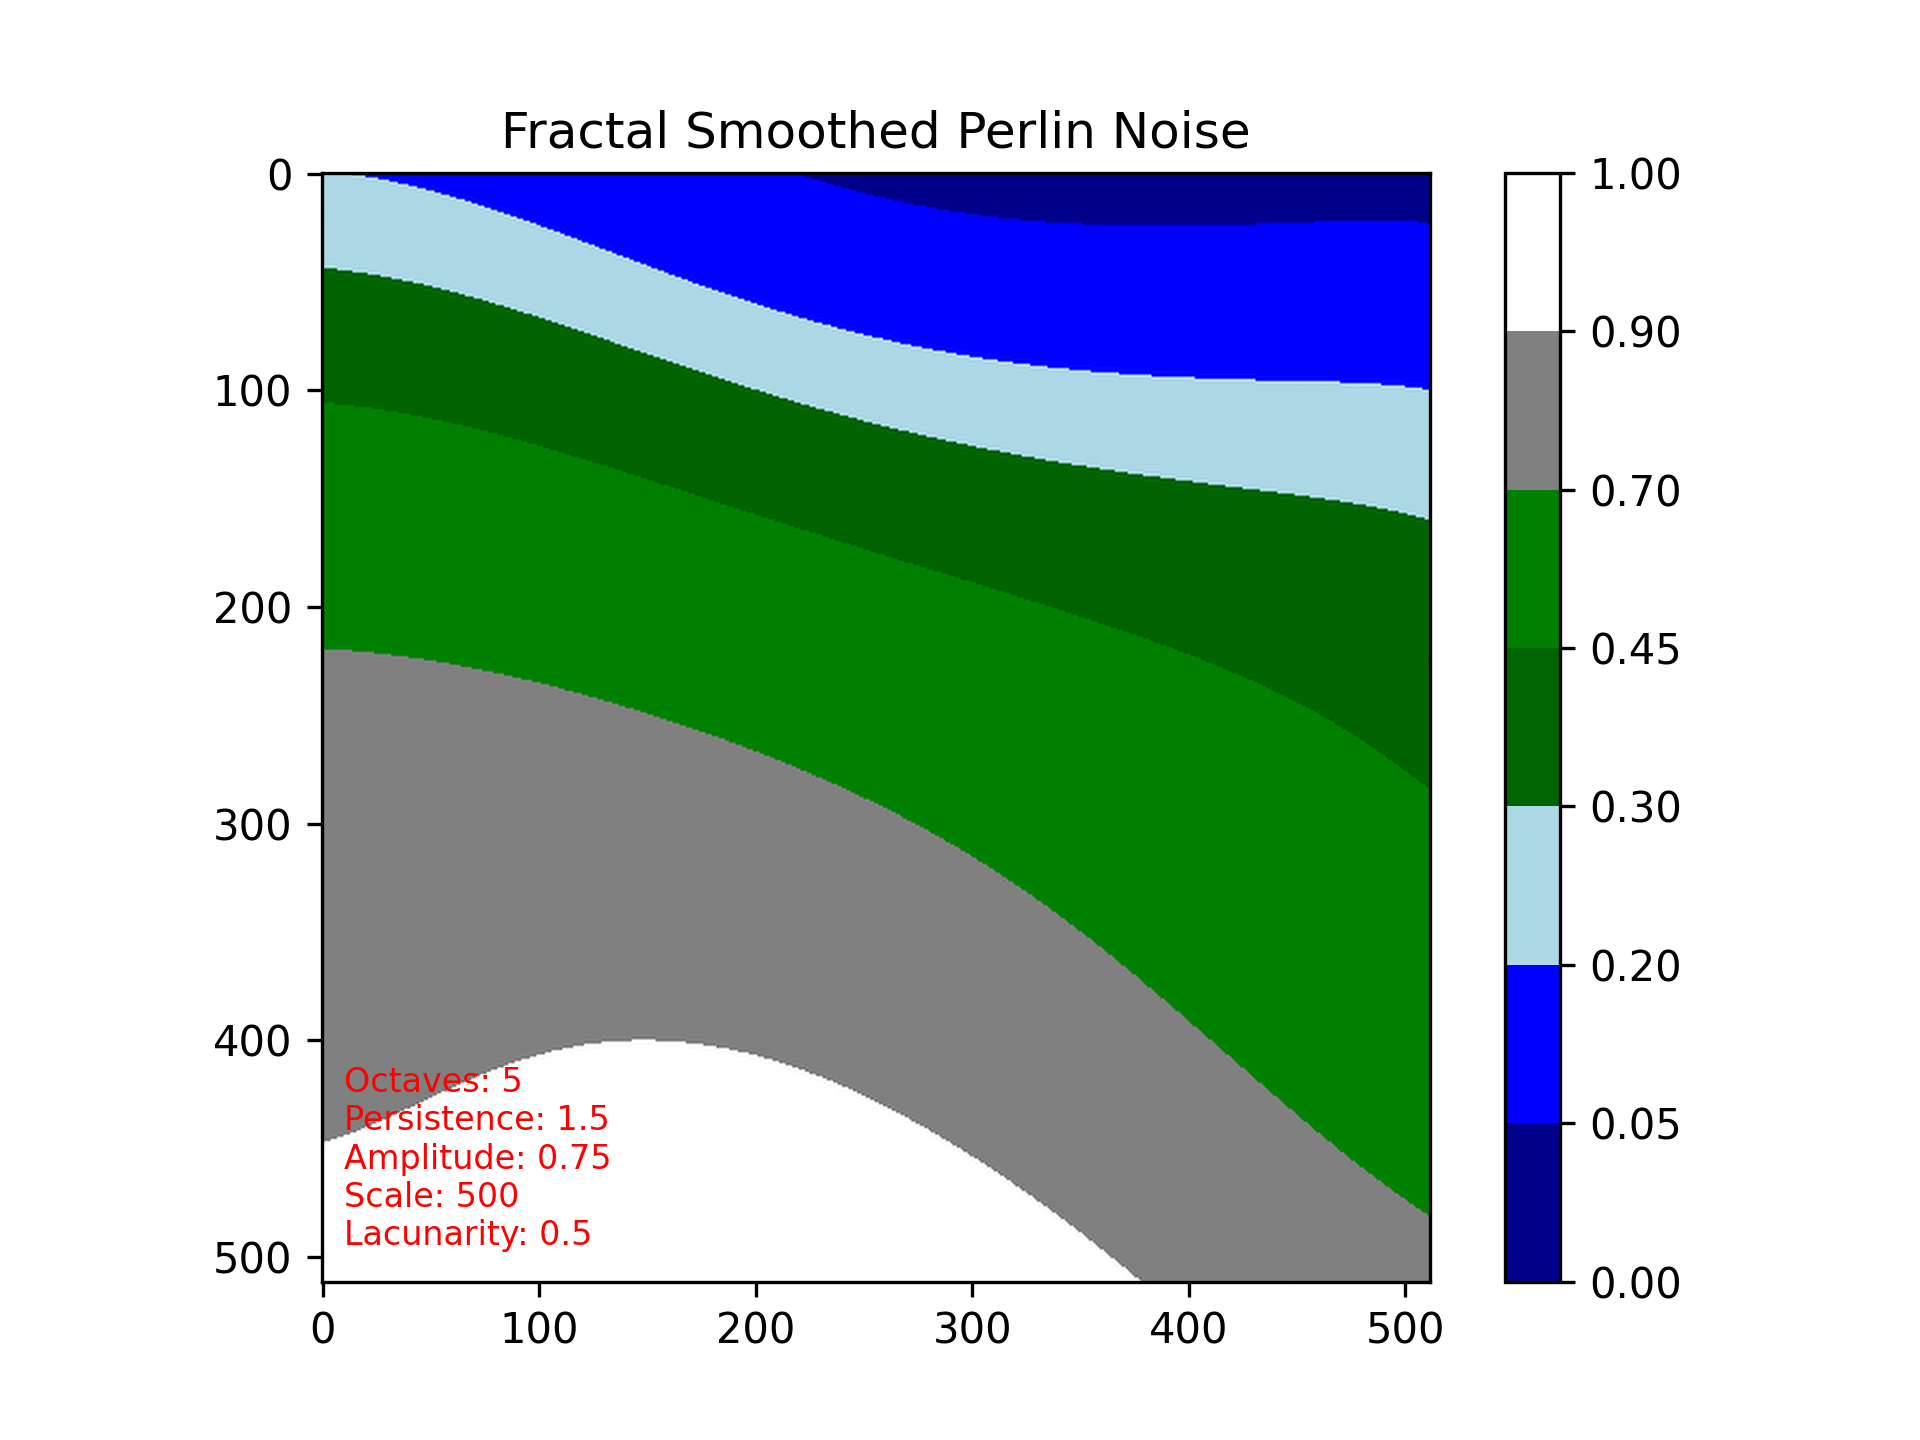 Fractal Smoothed Perlin Noise
0
100
200
300
400
500
0 100 200 300 400 500
Octaves: 5
Persistence: 1.5
Amplitude: 0.75
Scale: 500
Lacunarity: 0.5
1.00
0.90
0.70
0.45
0.30
0.20
0.05
0.00